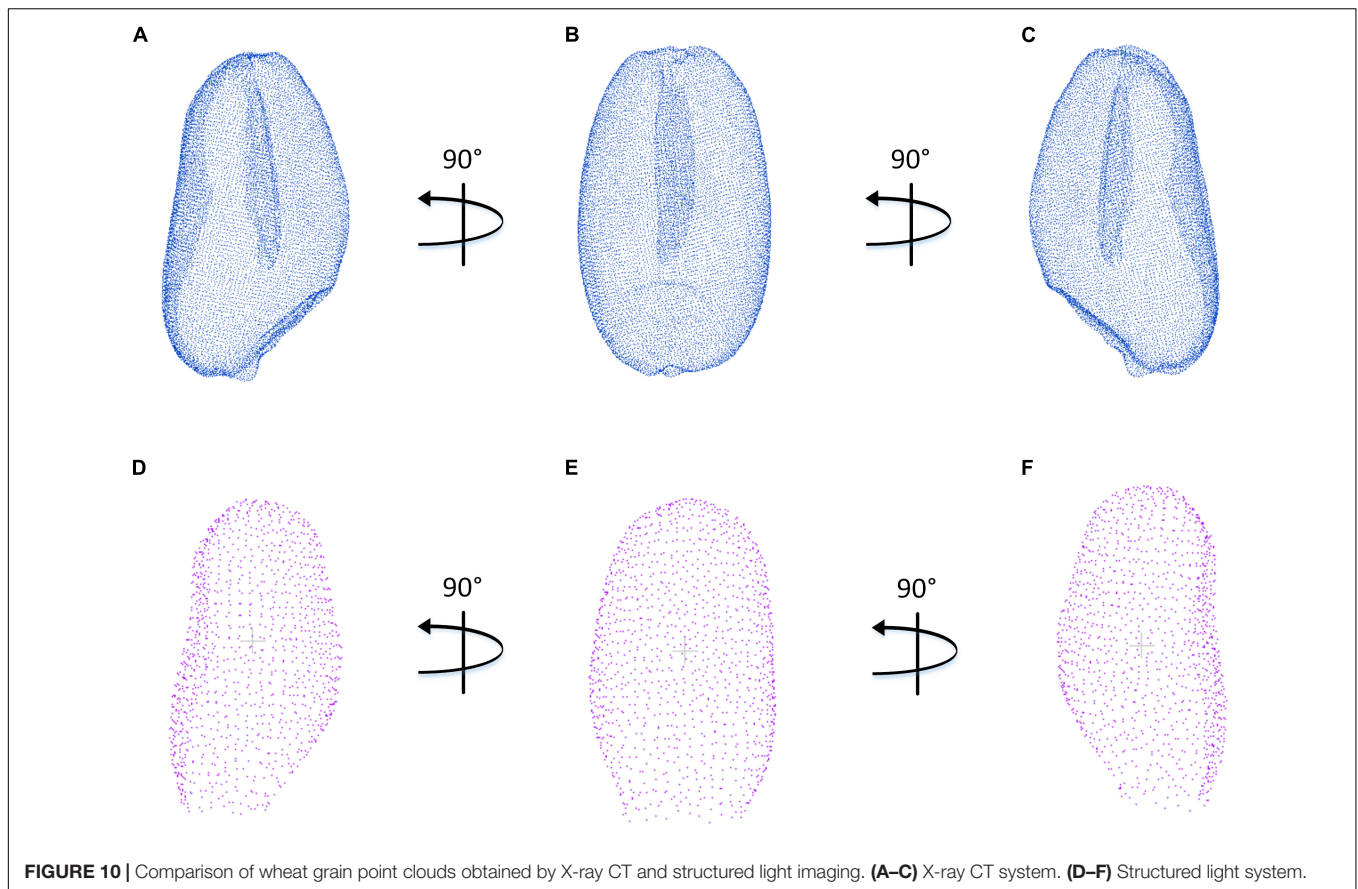 A
B
C
90°
90°
D
E
F
90°
90°
FIGURE 10 | Comparison of wheat grain point clouds obtained by X-ray CT and structured light imaging. (A–C) X-ray CT system. (D–F) Structured light system.